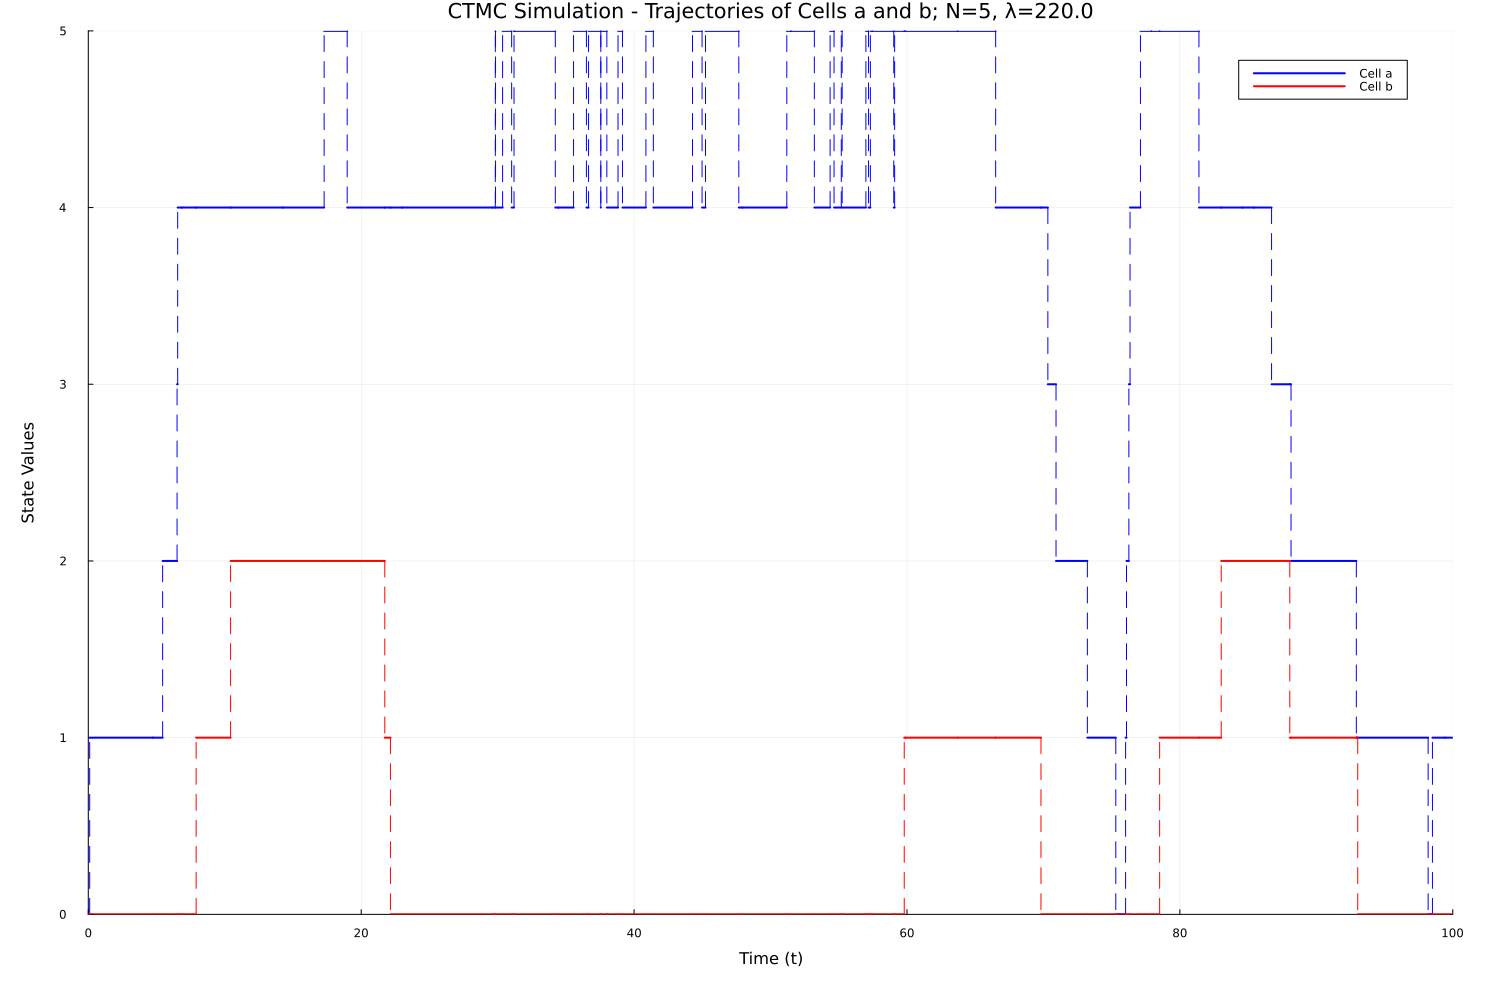 CTMC Simulation - Trajectories of Cells a and b; N=5, λ=220.0
5
4
3
2
1
0
State Values
Cell a
Cell b
0 20 40 60 80 100
Time (t)